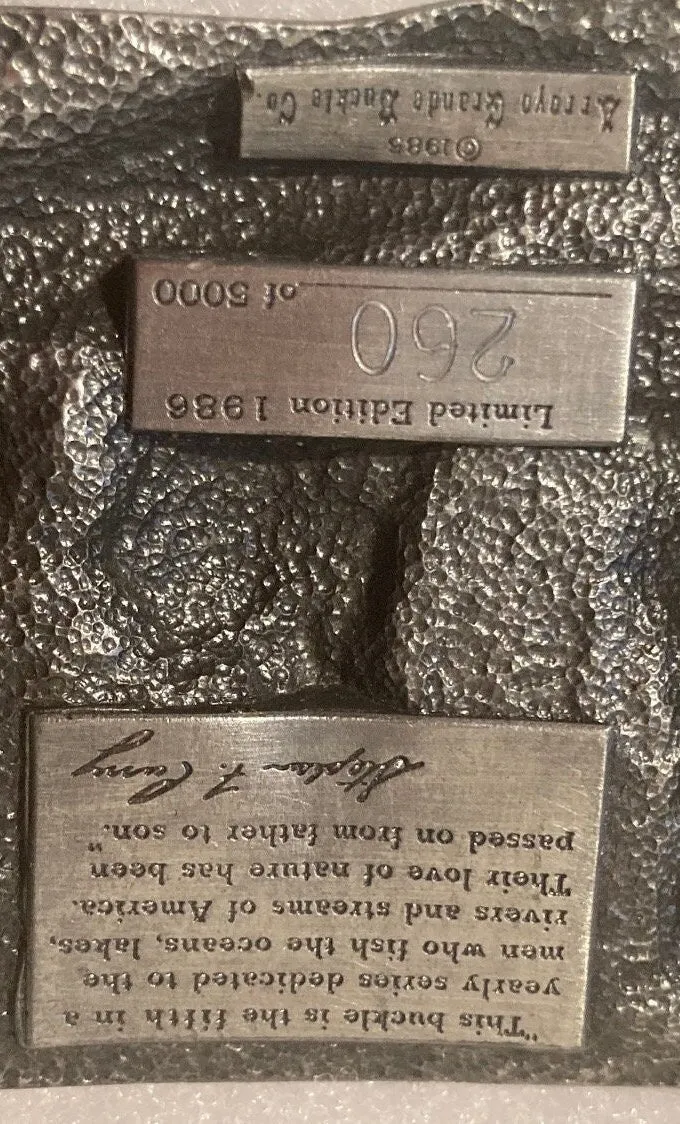 "This buckle is the fifth in a
yearly series dedicated to the
men who fish the oceans, lakes,
rivers and streams of America.
Their love of nature has been
passed on from father to son."
Stephen F. Curry
Limited Edition 1986
260 of 5000
©1985
Arroyo Grande Buckle Co.